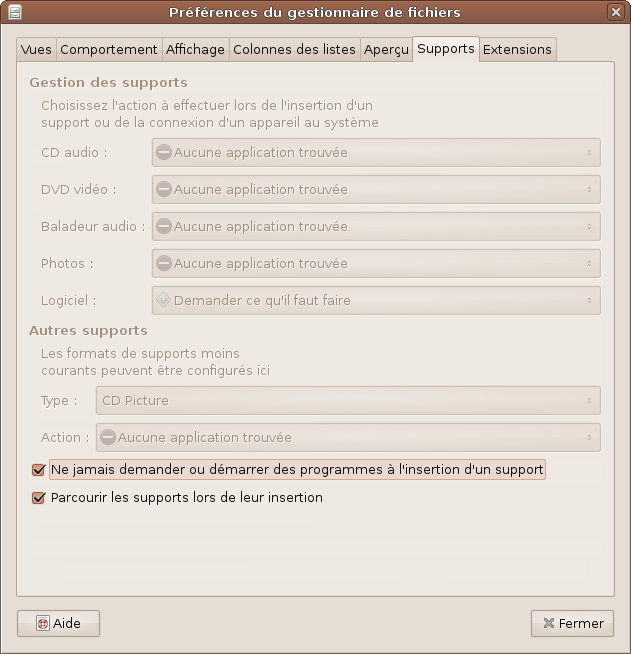 Préférences du gestionnaire de fichiers
Vues Comportement Affichage Colonnes des listes Aperçu Supports Extensions
Gestion des supports
Choisissez l'action à effectuer lors de l'insertion d'un
support ou de la connexion d'un appareil au système
CD audio : Aucune application trouvée
DVD vidéo : Aucune application trouvée
Baladeur audio : Aucune application trouvée
Photos : Aucune application trouvée
Logiciel : Demander ce qu'il faut faire
Autres supports
Les formats de supports moins
courants peuvent être configurés ici
Type : CD Picture
Action : Aucune application trouvée
Ne jamais demander ou démarrer des programmes à l'insertion d'un support
Parcourir les supports lors de leur insertion
Aide Fermer